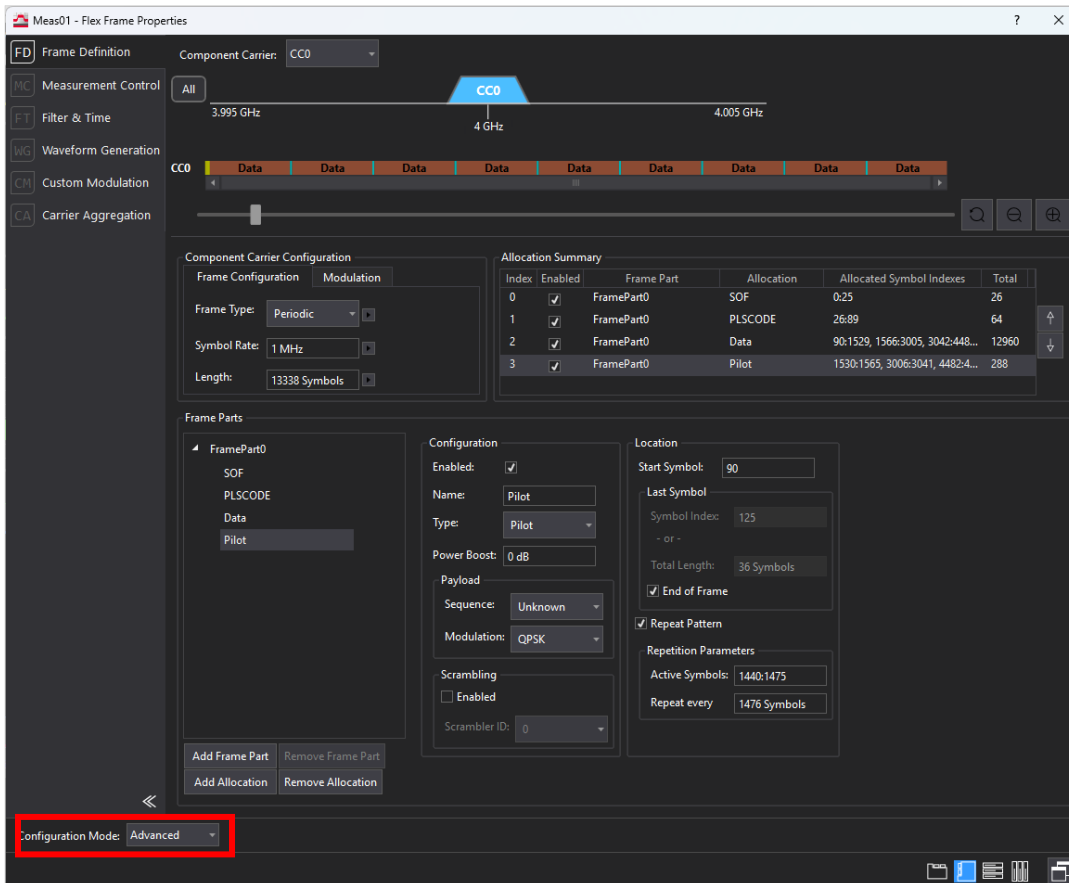 Meas01 - Flex Frame Properties ? ×
FD Frame Definition
MC Measurement Control
FT Filter & Time
WG Waveform Generation
CM Custom Modulation
CA Carrier Aggregation
Component Carrier: CC0
All
CC0
3.995 GHz 4 GHz 4.005 GHz
CC0 Data Data Data Data Data Data Data Data Data
Component Carrier Configuration
Frame Configuration Modulation
Frame Type: Periodic
Symbol Rate: 1 MHz
Length: 13338 Symbols
Allocation Summary
Index Enabled Frame Part Allocation Allocated Symbol Indexes Total
0 FramePart0 SOF 0:25 26
1 FramePart0 PLSCODE 26:89 64
2 FramePart0 Data 90:1529, 1566:3005, 3042:448... 12960
3 FramePart0 Pilot 1530:1565, 3006:3041, 4482:4... 288
Frame Parts
FramePart0
SOF
PLSCODE
Data
Pilot
Add Frame Part Remove Frame Part
Add Allocation Remove Allocation
Configuration
Enabled:
Name: Pilot
Type: Pilot
Power Boost: 0 dB
Payload
Sequence: Unknown
Modulation: QPSK
Scrambling
Enabled
Scrambler ID: 0
Location
Start Symbol: 90
Last Symbol
Symbol Index: 125
- or -
Total Length: 36 Symbols
End of Frame
Repeat Pattern
Repetition Parameters
Active Symbols: 1440:1475
Repeat every 1476 Symbols
Configuration Mode: Advanced